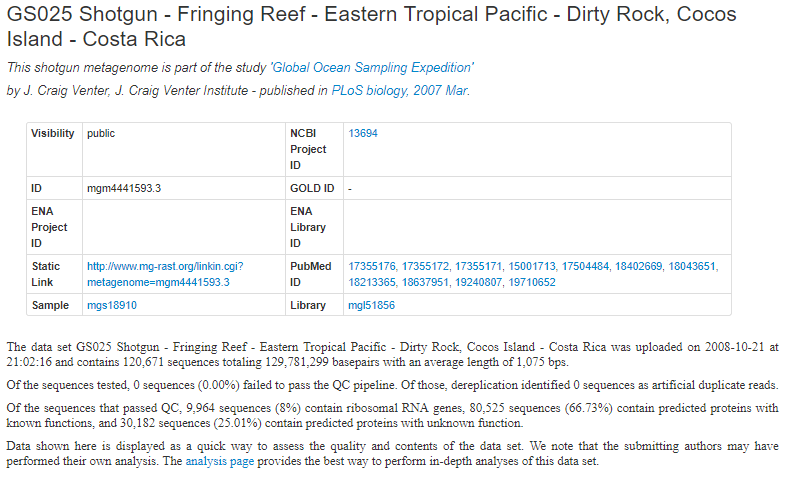 GS025 Shotgun - Fringing Reef - Eastern Tropical Pacific - Dirty Rock, Cocos
Island - Costa Rica
This shotgun metagenome is part of the study 'Global Ocean Sampling Expedition'
by J. Craig Venter, J. Craig Venter Institute - published in PLoS biology, 2007 Mar.
Visibility public NCBI Project ID 13694
ID mgm4441593.3 GOLD ID -
ENA Project ID ENA Library ID
Static Link http://www.mg-rast.org/linkin.cgi?metagenome=mgm4441593.3 PubMed ID 17355176, 17355172, 17355171, 15001713, 17504484, 18402669, 18043651,
18213365, 18637951, 19240807, 19710652
Sample mgs18910 Library mgl51856
The data set GS025 Shotgun - Fringing Reef - Eastern Tropical Pacific - Dirty Rock, Cocos Island - Costa Rica was uploaded on 2008-10-21 at
21:02:16 and contains 120,671 sequences totaling 129,781,299 basepairs with an average length of 1,075 bps.
Of the sequences tested, 0 sequences (0.00%) failed to pass the QC pipeline. Of those, dereplication identified 0 sequences as artificial duplicate reads.
Of the sequences that passed QC, 9,964 sequences (8%) contain ribosomal RNA genes, 80,525 sequences (66.73%) contain predicted proteins with
known functions, and 30,182 sequences (25.01%) contain predicted proteins with unknown function.
Data shown here is displayed as a quick way to assess the quality and contents of the data set. We note that the submitting authors may have
performed their own analysis. The analysis page provides the best way to perform in-depth analyses of this data set.